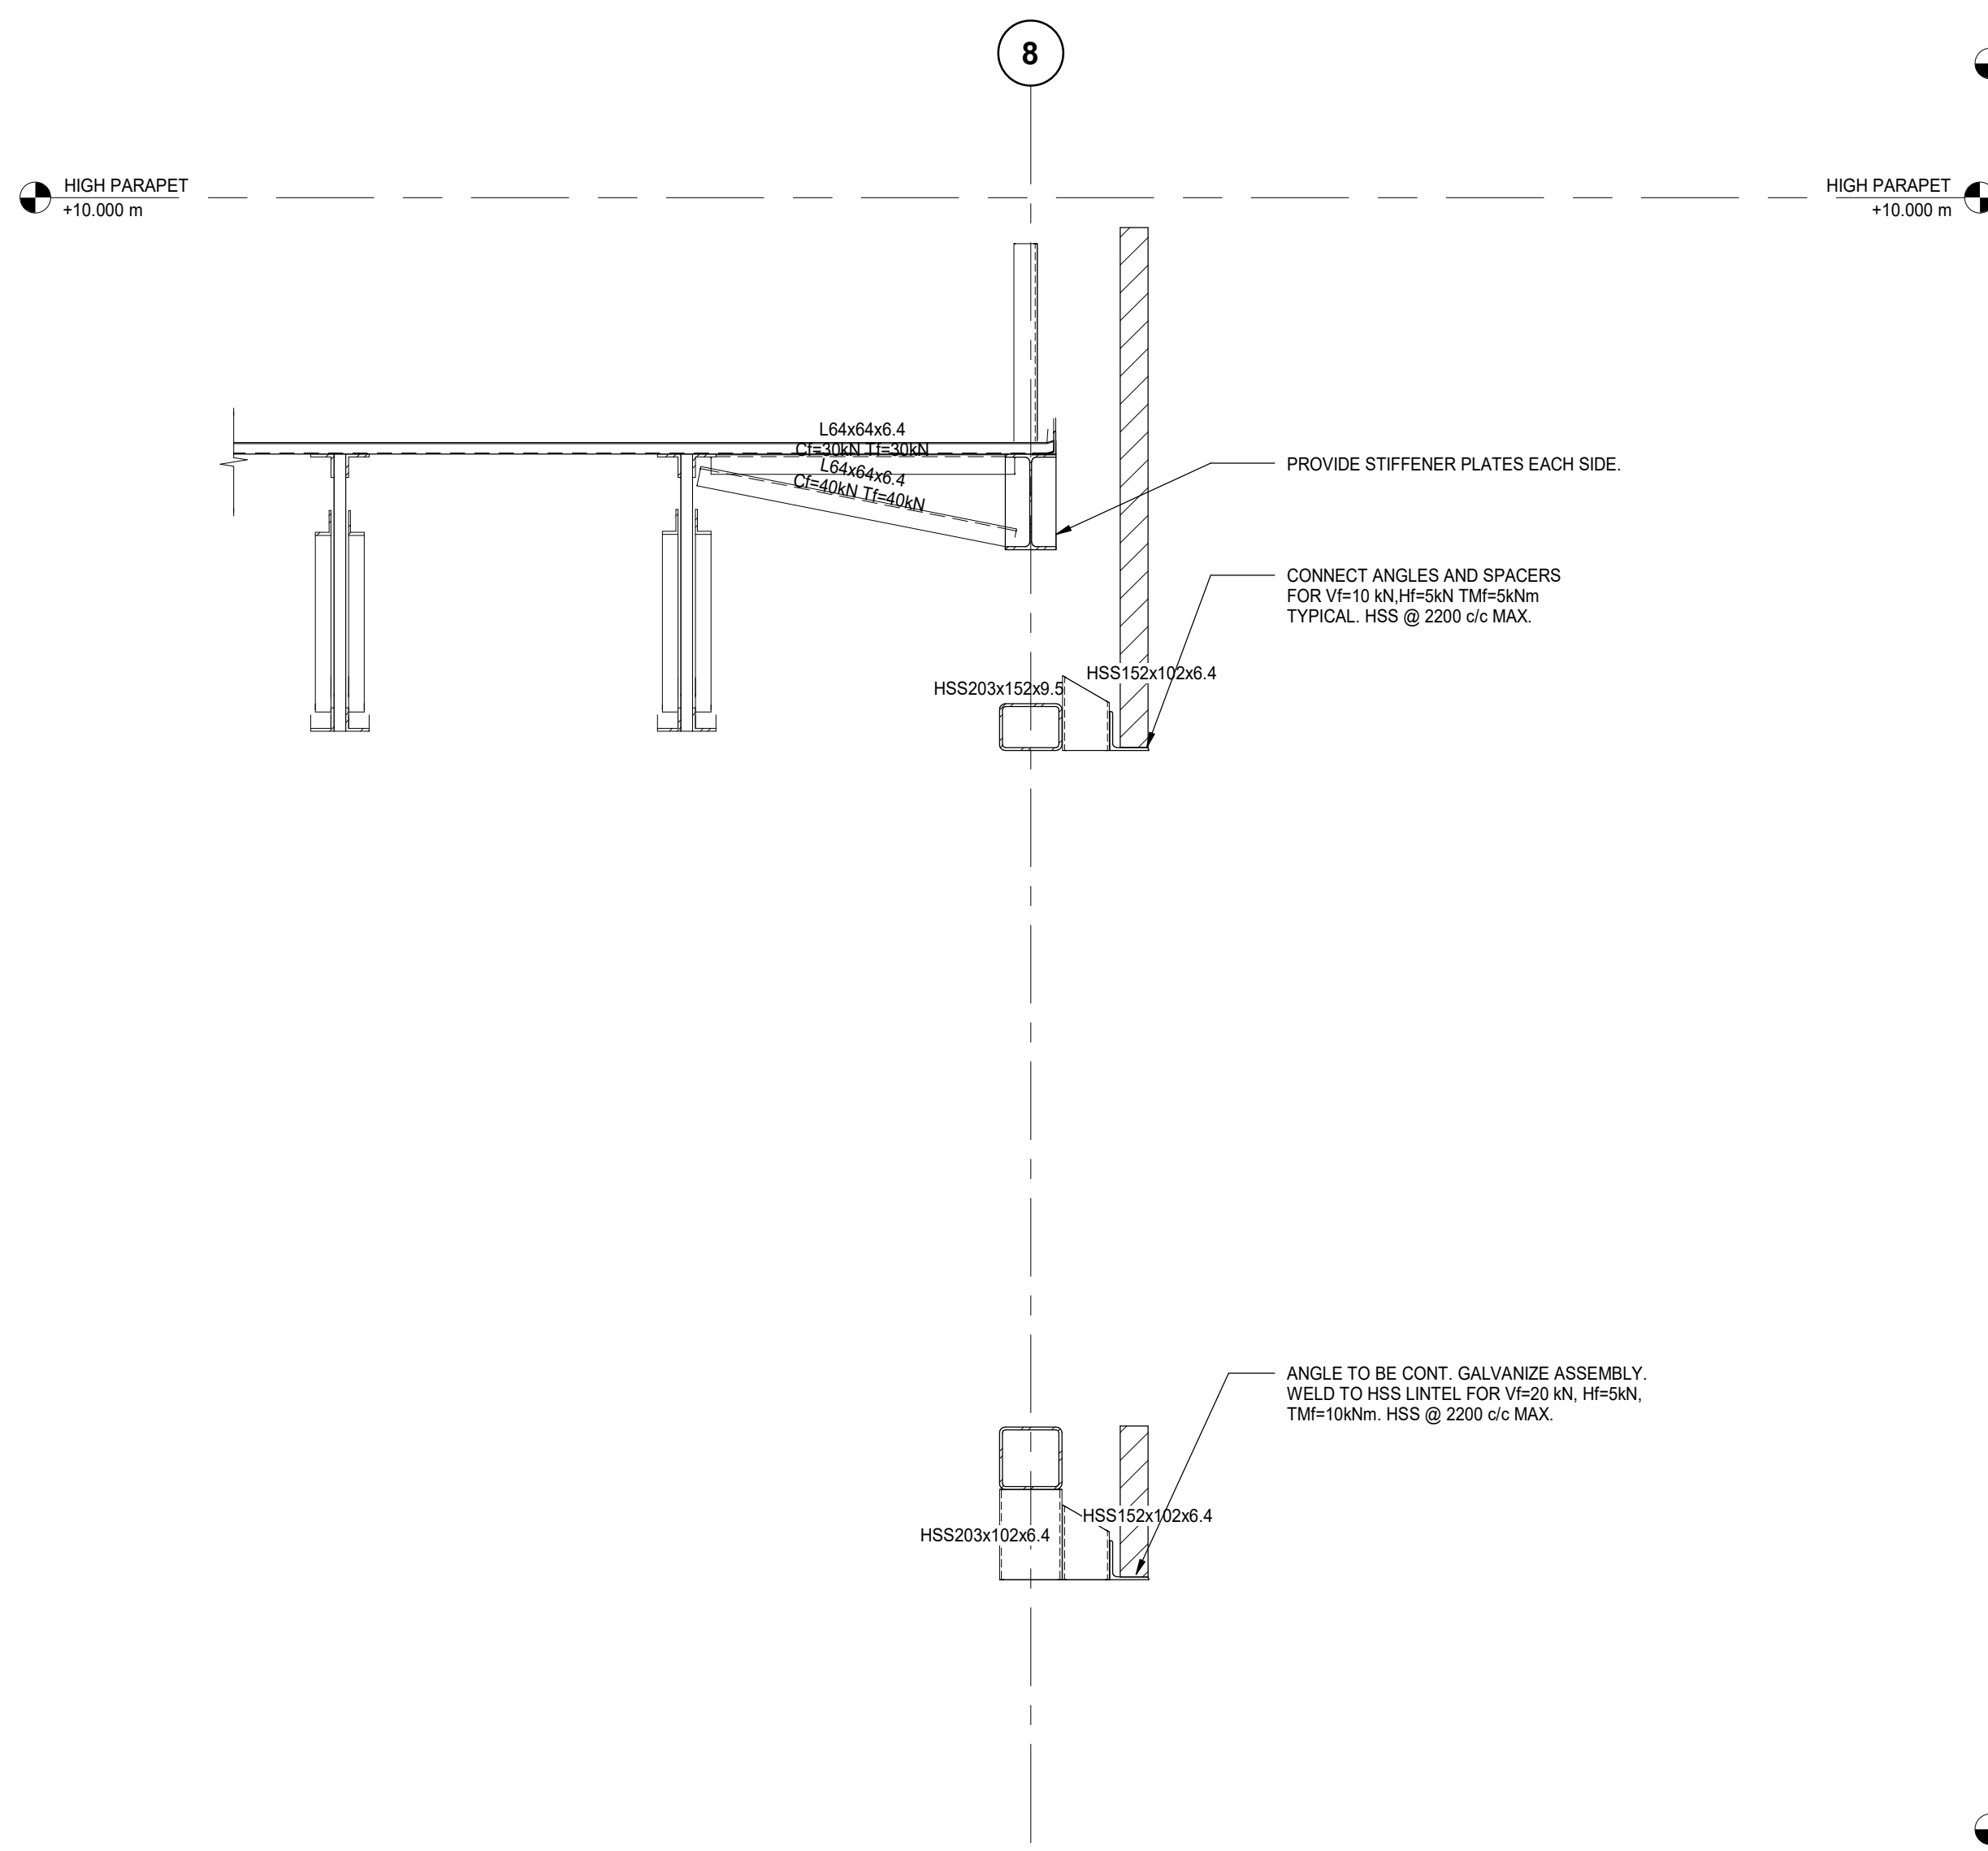 8
HIGH PARAPET
+10.000 m
HIGH PARAPET
+10.000 m
L64x64x6.4
Cf=30kN Tf=30kN
L64x64x6.4
Cf=40kN Tf=40kN
PROVIDE STIFFENER PLATES EACH SIDE.
CONNECT ANGLES AND SPACERS
FOR Vf=10 kN,Hf=5kN TMf=5kNm
TYPICAL. HSS @ 2200 c/c MAX.
HSS152x102x6.4
HSS203x152x9.5
ANGLE TO BE CONT. GALVANIZE ASSEMBLY.
WELD TO HSS LINTEL FOR Vf=20 kN, Hf=5kN,
TMf=10kNm. HSS @ 2200 c/c MAX.
HSS152x102x6.4
HSS203x102x6.4